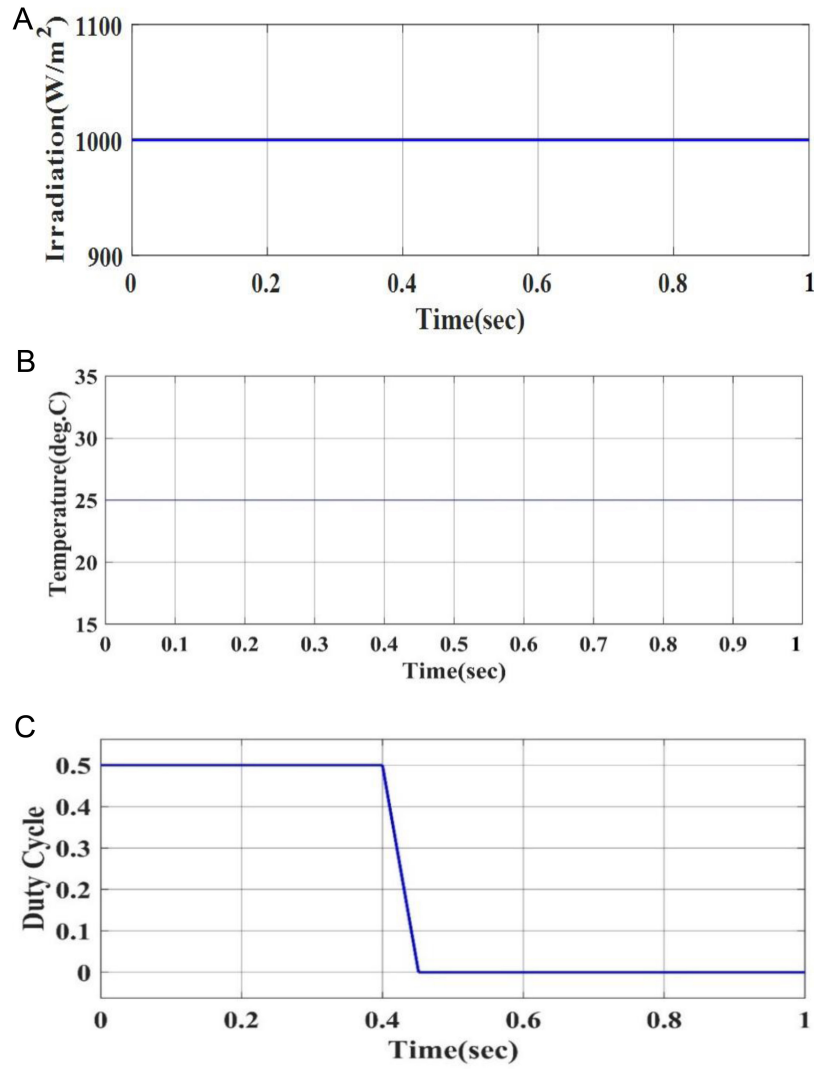 A
Irradiation(W/m²)
1100
1000
900
0 0.2 0.4 0.6 0.8 1
Time(sec)
B
Temperature(deg.C)
35
30
25
20
15
0 0.1 0.2 0.3 0.4 0.5 0.6 0.7 0.8 0.9 1
Time(sec)
C
Duty Cycle
0.5
0.4
0.3
0.2
0.1
0
0 0.2 0.4 0.6 0.8 1
Time(sec)